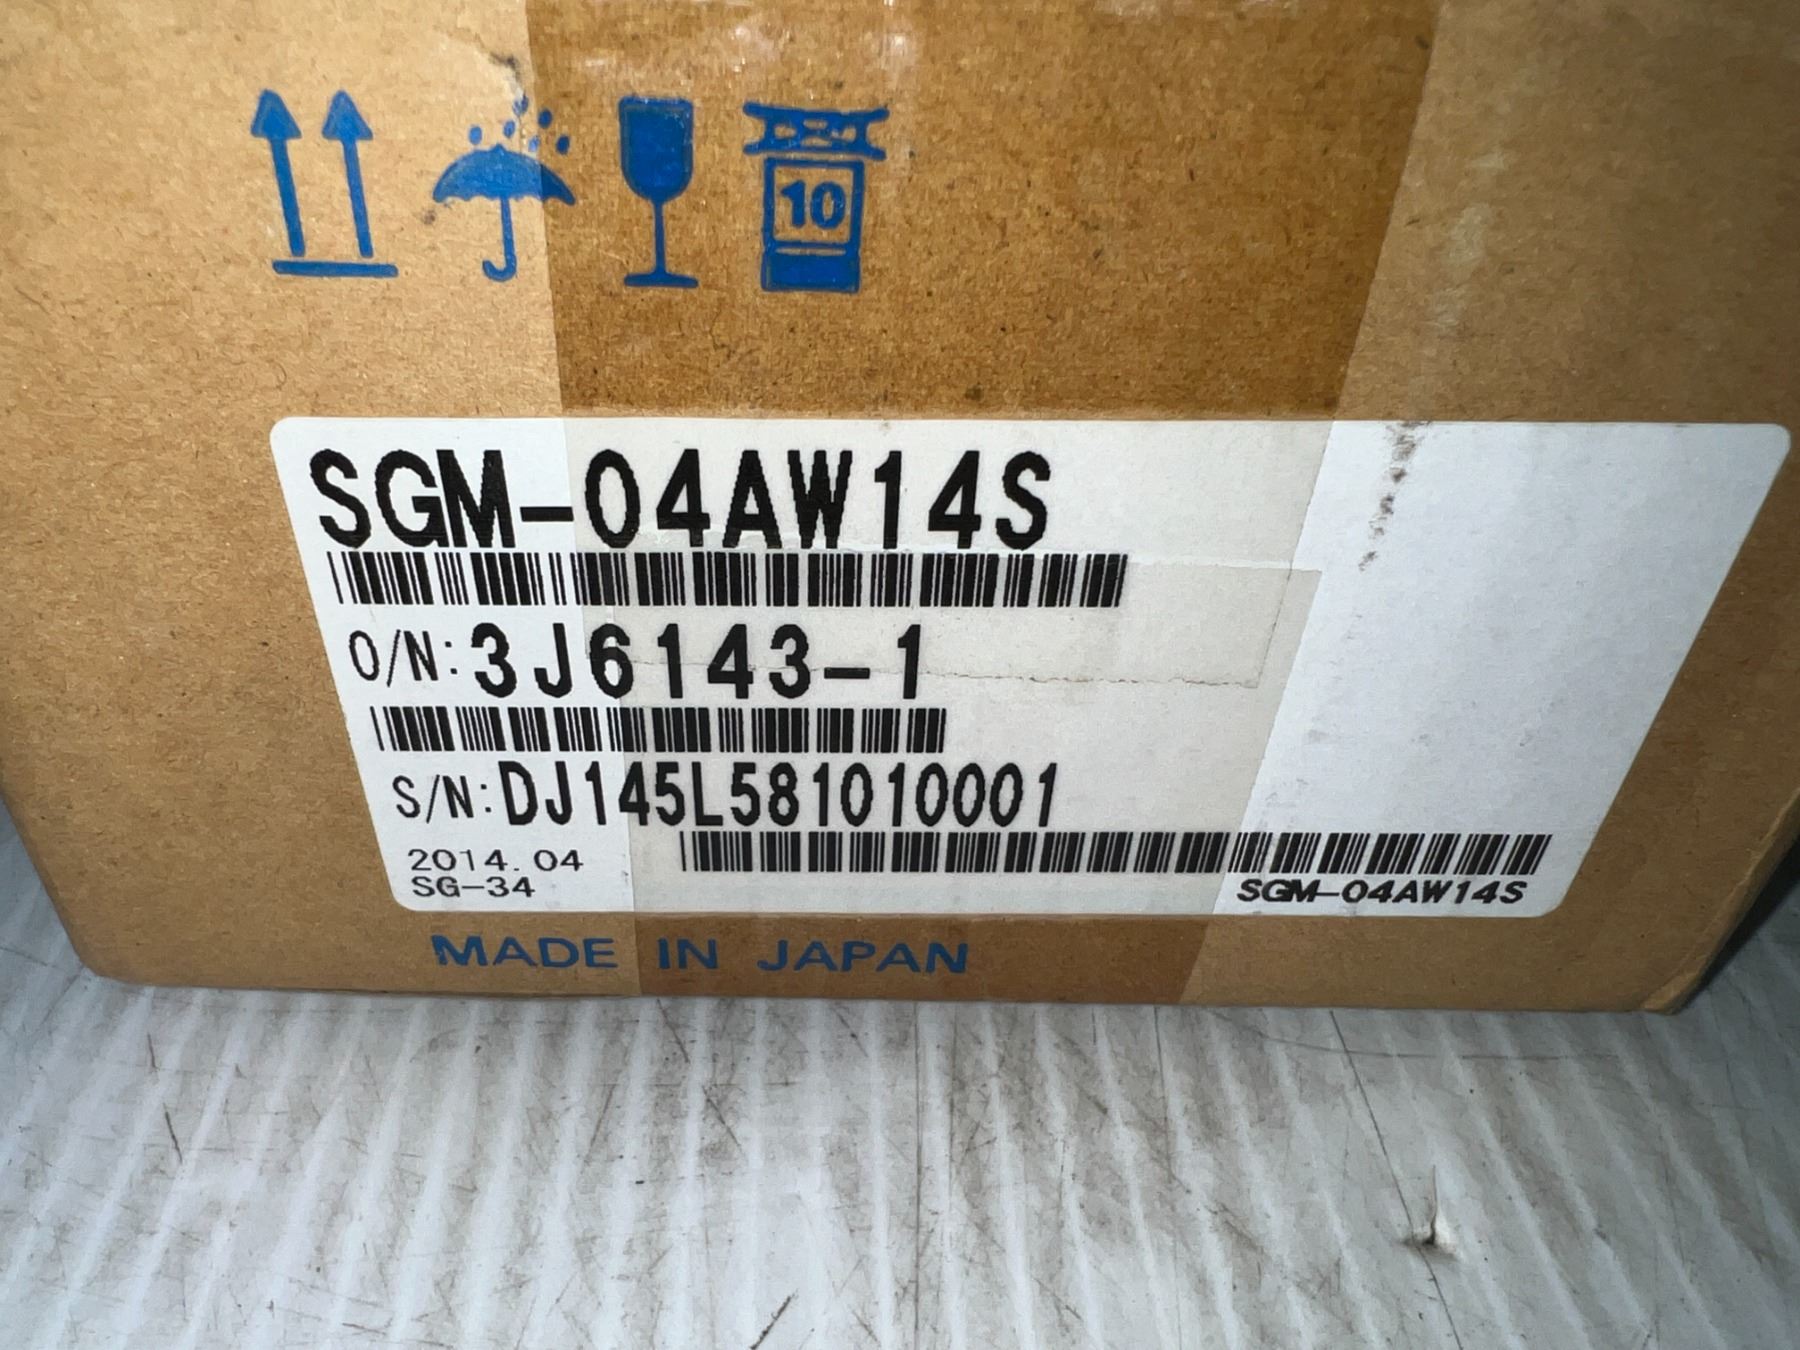 10
SGM-04AW14S
O/N:3J6143-1
S/N:DJ145L581010001
2014.04
SG-34
SGM-04AW14S
MADE IN JAPAN